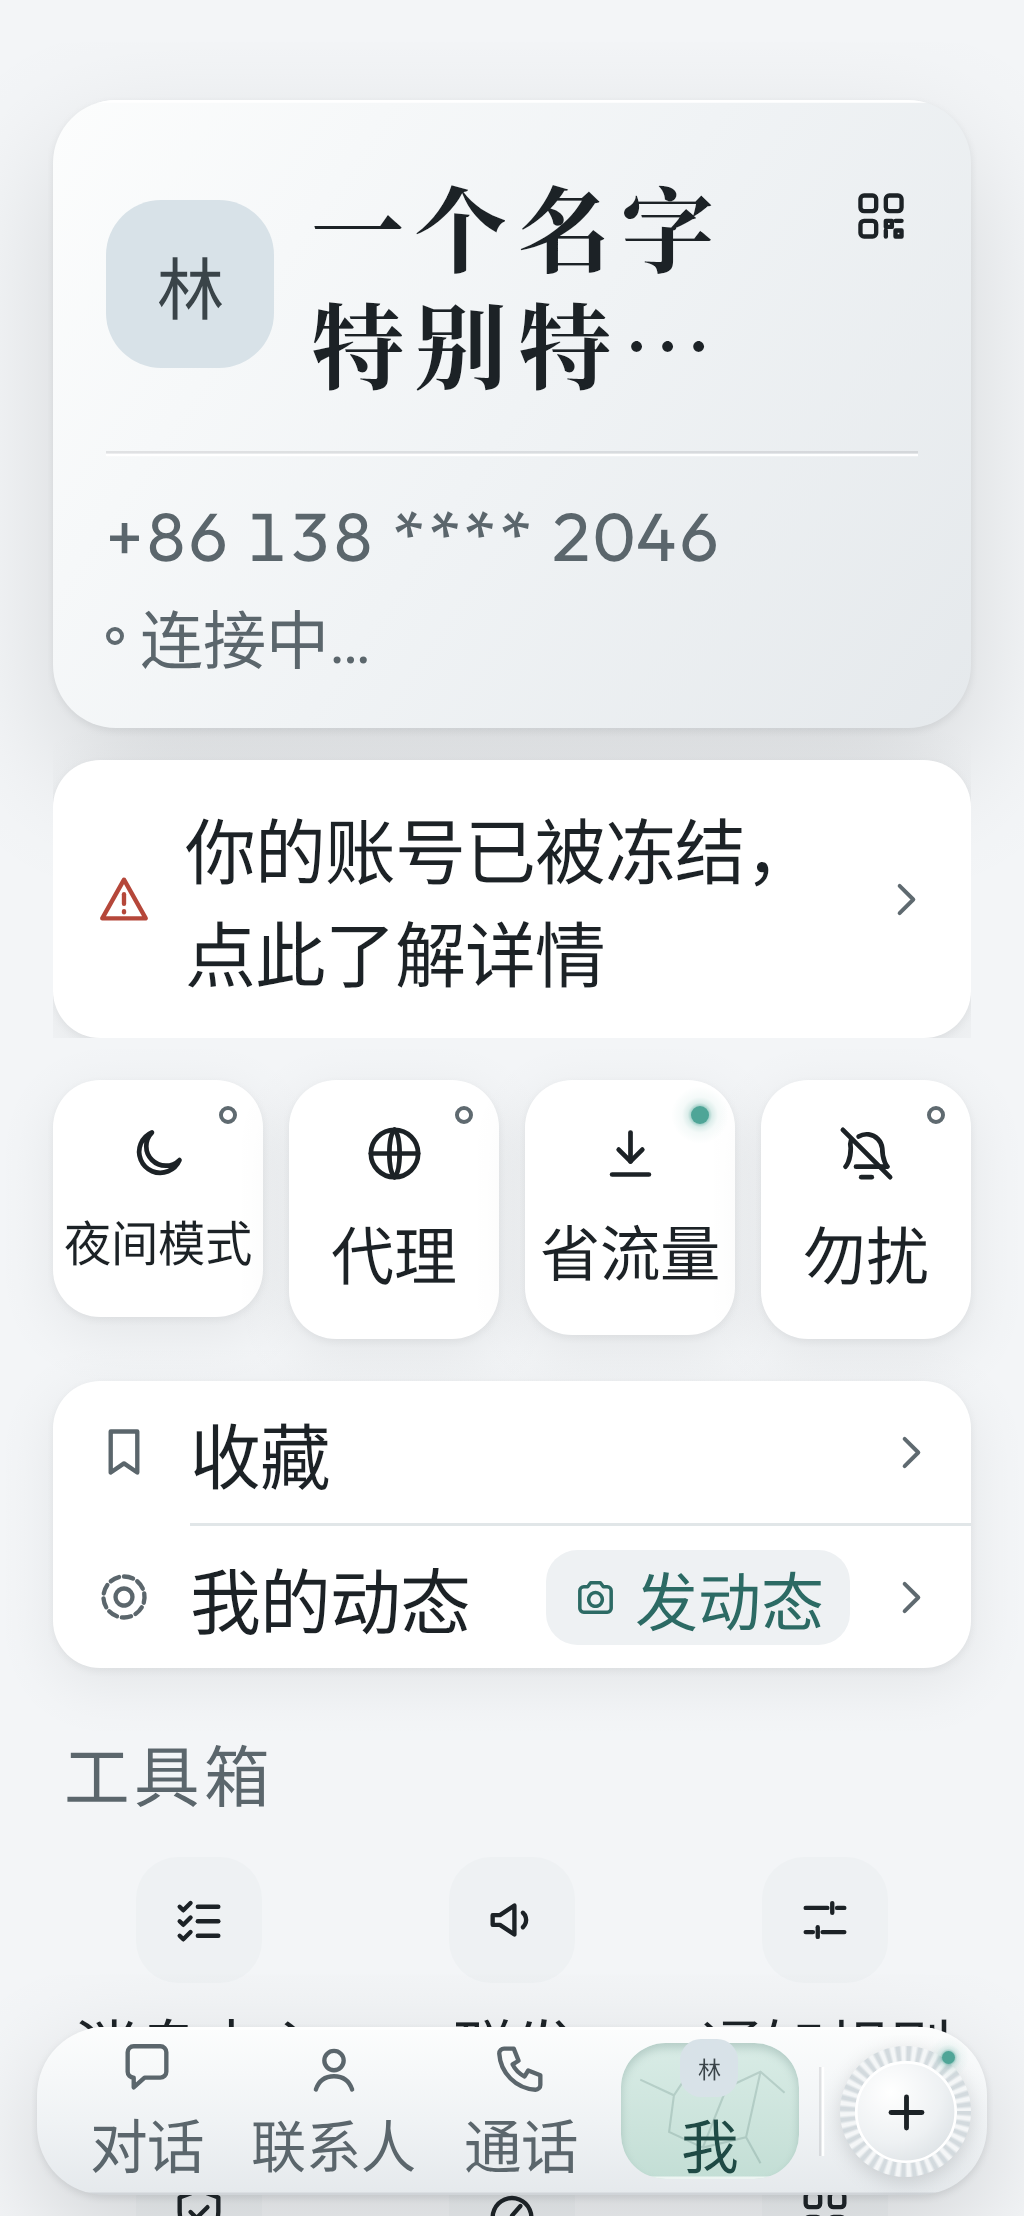 林
一个名字
特别特…
+86 138 **** 2046
连接中...
你的账号已被冻结，
点此了解详情
夜间模式
代理
省流量
勿扰
收藏
我的动态
发动态
工具箱
对话
联系人
通话
林
我